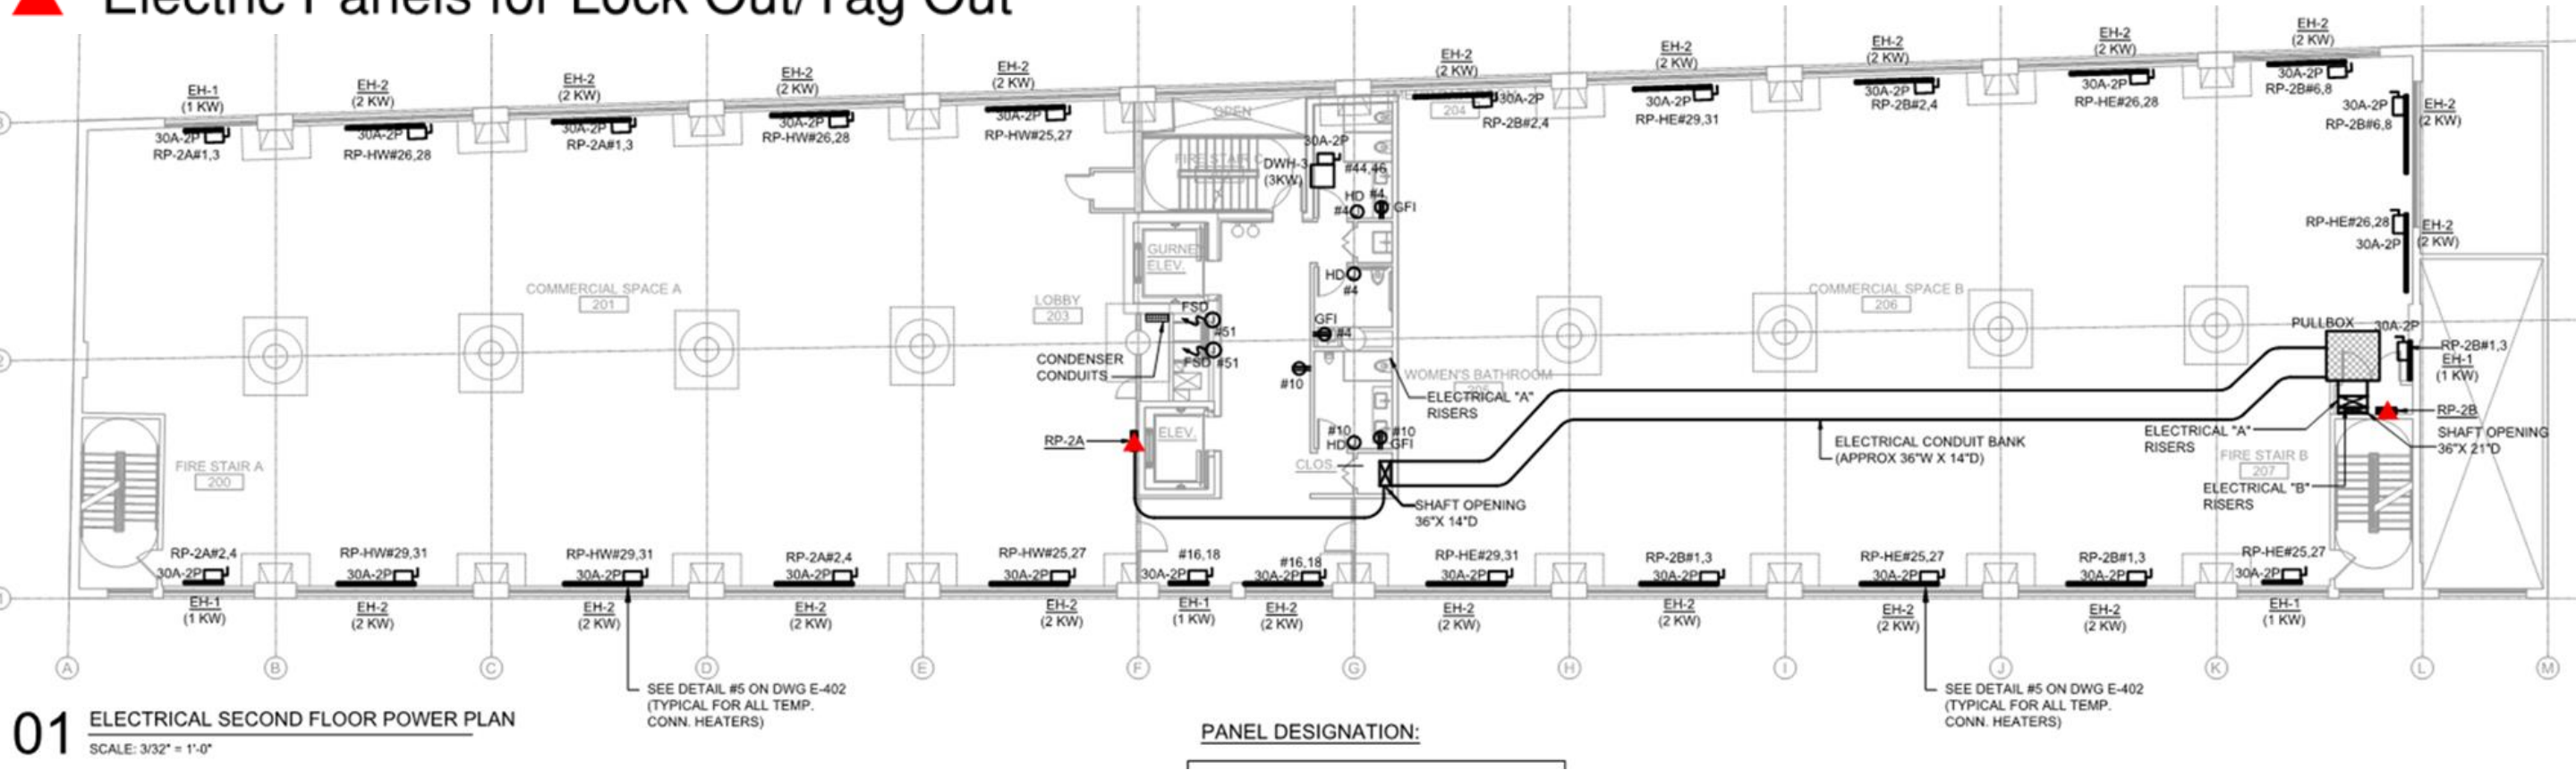 Electric Panels for Lock Out/Tag Out
EH-1
(1 KW)
30A-2P
RP-2A#1,3
EH-2
(2 KW)
30A-2P
RP-HW#26,28
EH-2
(2 KW)
30A-2P
RP-2A#1,3
EH-2
(2 KW)
30A-2P
RP-HW#26,28
EH-2
(2 KW)
30A-2P
RP-HW#25,27
EH-2
(2 KW)
30A-2P
204
RP-2B#2,4
EH-2
(2 KW)
30A-2P
RP-HE#29,31
EH-2
(2 KW)
30A-2P
RP-2B#2,4
EH-2
(2 KW)
30A-2P
RP-HE#26,28
EH-2
(2 KW)
30A-2P
RP-2B#6,8
30A-2P
RP-2B#6,8
EH-2
(2 KW)
RP-HE#26,28
30A-2P
EH-2
(2 KW)
OPEN
FIRE STAIR C
30A-2P
DWH-3
(3KW)
#44,46
HD
#4
#4
GFI
GURNEY
ELEV.
HD
#4
COMMERCIAL SPACE A
201
LOBBY
203
FSD
#51
FSD
#51
GFI
#4
CONDENSER
CONDUITS
#10
COMMERCIAL SPACE B
206
PULLBOX
30A-2P
RP-2B#1,3
EH-1
(1 KW)
WOMEN'S BATHROOM
205
ELECTRICAL "A"
RISERS
RP-2A
ELEV.
#10
HD
#10
GFI
CLOS.
SHAFT OPENING
36"X 14"D
ELECTRICAL CONDUIT BANK
(APPROX 36"W X 14"D)
ELECTRICAL "A"
RISERS
RP-2B
SHAFT OPENING
36"X 21"D
FIRE STAIR B
207
ELECTRICAL "B"
RISERS
FIRE STAIR A
200
RP-2A#2,4
30A-2P
EH-1
(1 KW)
RP-HW#29,31
30A-2P
EH-2
(2 KW)
RP-HW#29,31
30A-2P
EH-2
(2 KW)
RP-2A#2,4
30A-2P
EH-2
(2 KW)
RP-HW#25,27
30A-2P
EH-2
(2 KW)
#16,18
30A-2P
EH-1
(1 KW)
#16,18
30A-2P
EH-2
(2 KW)
RP-HE#29,31
30A-2P
EH-2
(2 KW)
RP-2B#1,3
30A-2P
EH-2
(2 KW)
RP-HE#25,27
30A-2P
EH-2
(2 KW)
RP-2B#1,3
30A-2P
EH-2
(2 KW)
RP-HE#25,27
30A-2P
EH-1
(1 KW)
3
2
1
A B C D E F G H I J K L M
SEE DETAIL #5 ON DWG E-402
(TYPICAL FOR ALL TEMP.
CONN. HEATERS)
SEE DETAIL #5 ON DWG E-402
(TYPICAL FOR ALL TEMP.
CONN. HEATERS)
01 ELECTRICAL SECOND FLOOR POWER PLAN
SCALE: 3/32" = 1'-0"
PANEL DESIGNATION: